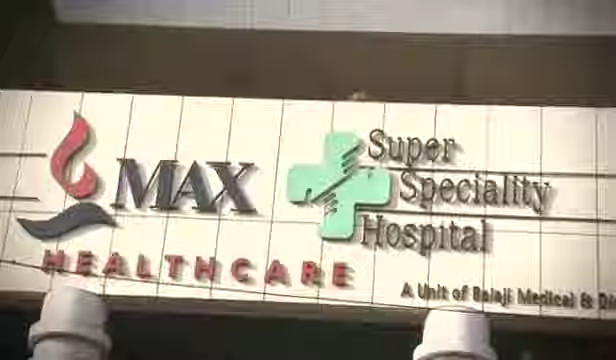 MAX
HEALTHCARE
Super
Speciality
Hospital
A Unit of Balaji Medical &